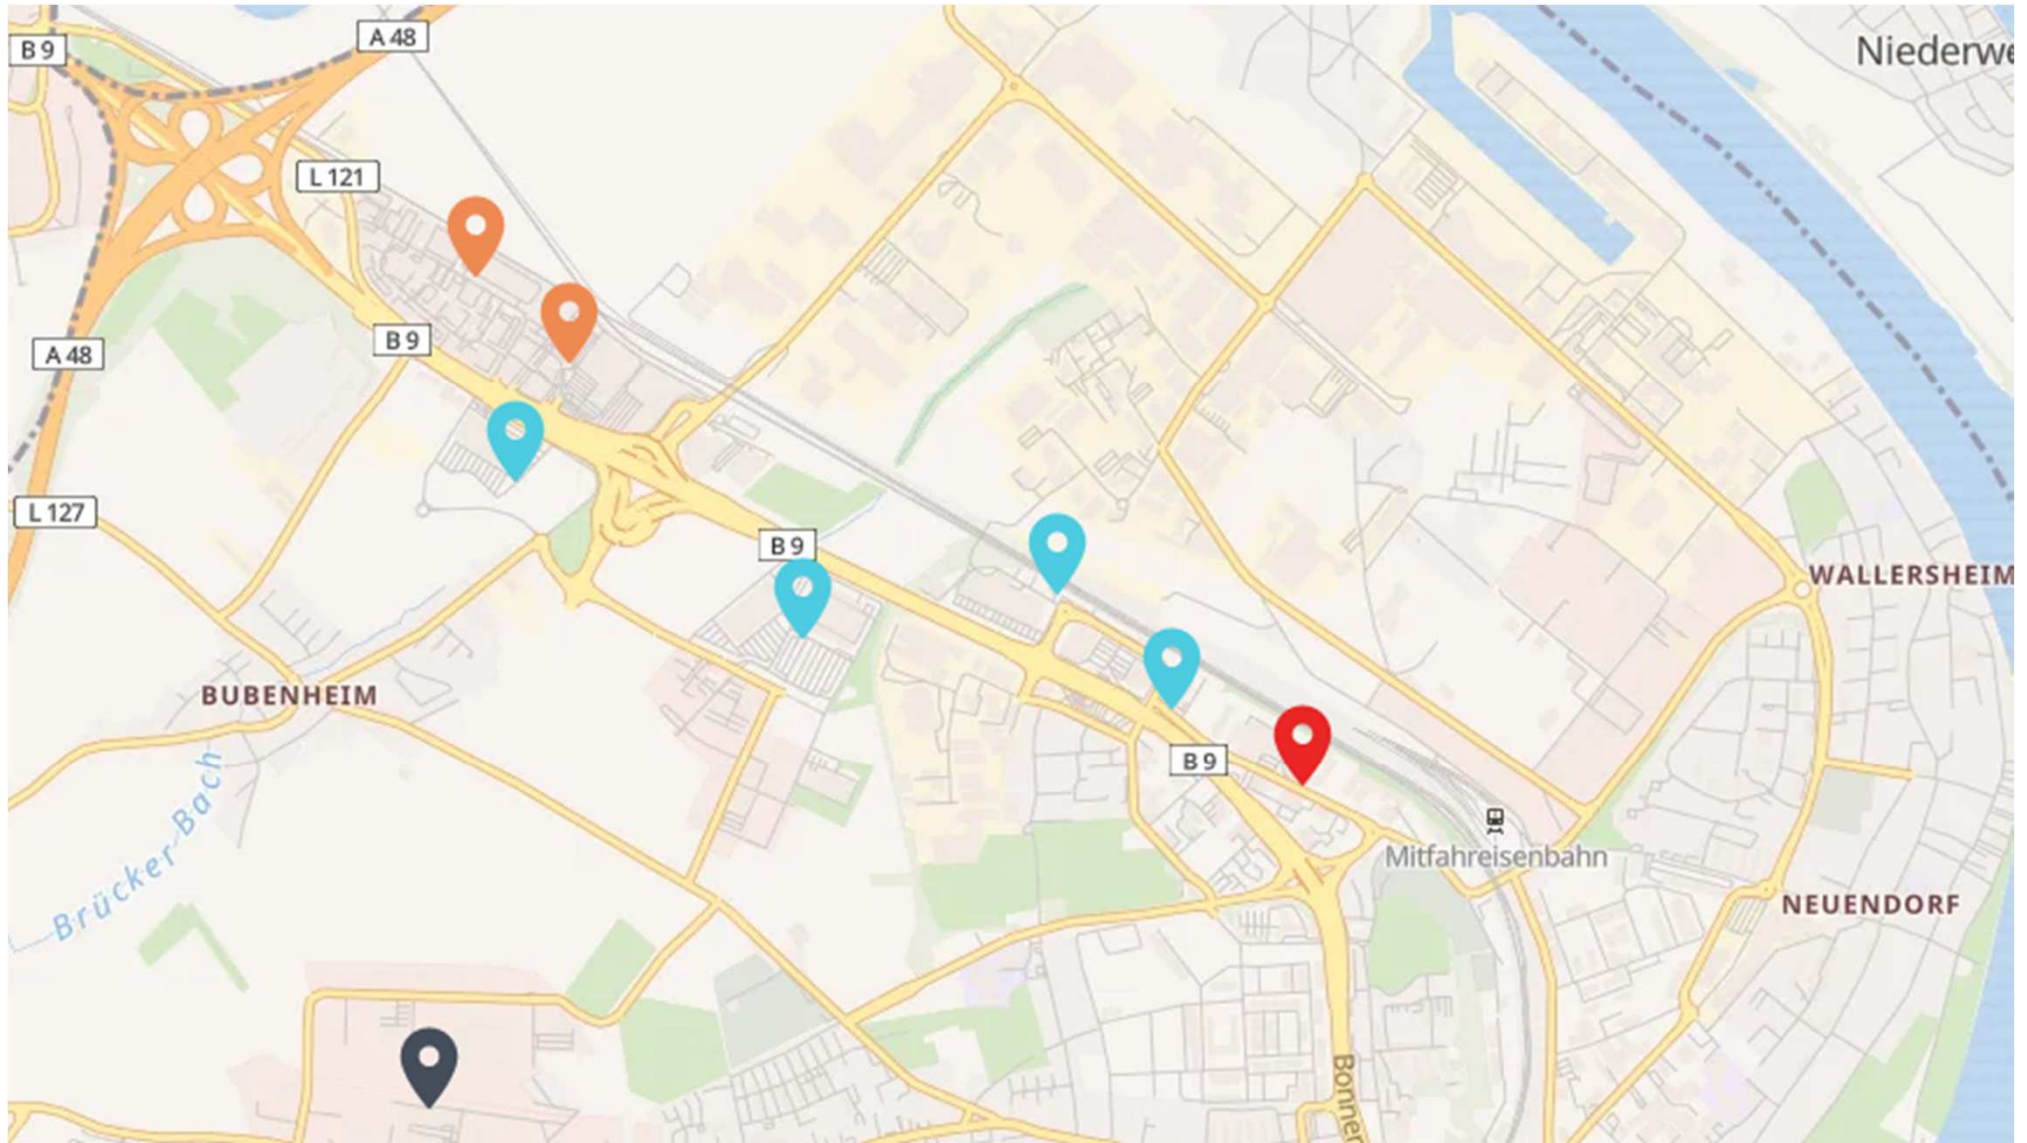 A 48
B 9
Niederwe
L 121
B 9
A 48
L 127
B 9
WALLERSHEIM
BUBENHEIM
B 9
Brücker Bach
Mitfahreisenbahn
NEUENDORF
Bonner